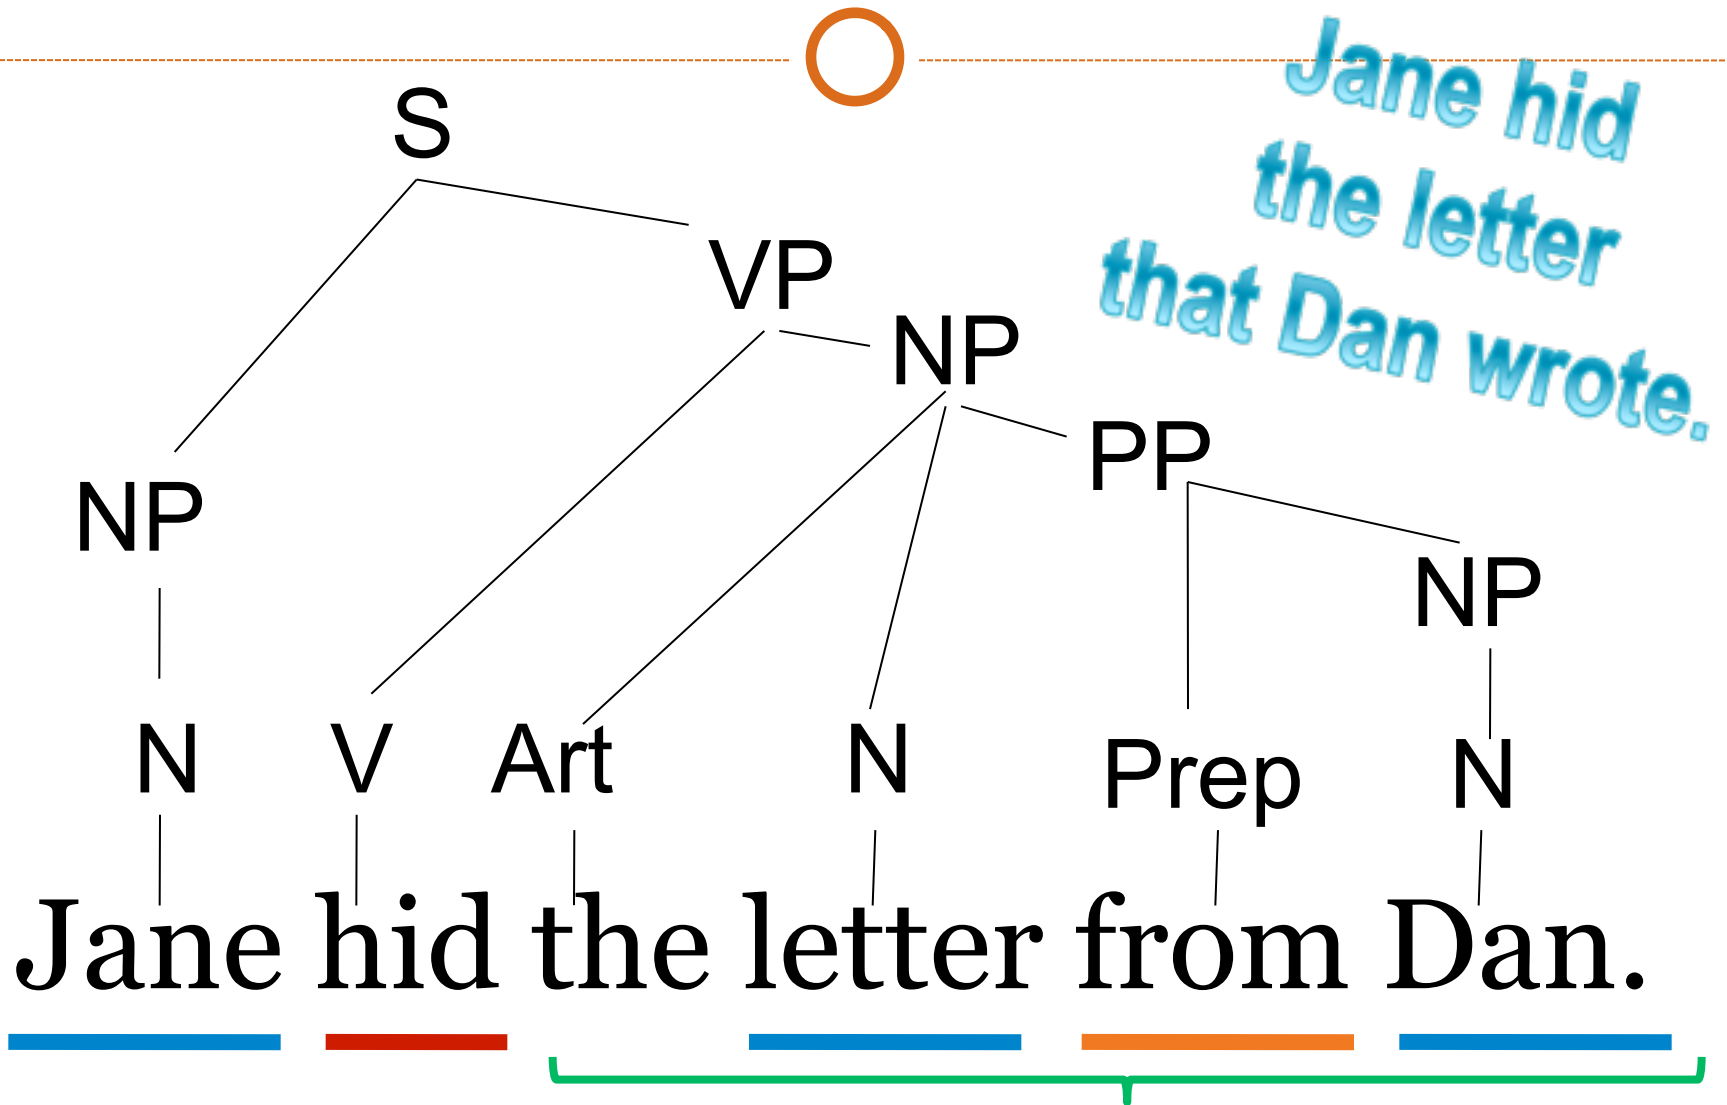 Jane hid
the letter
that Dan wrote.
S
VP
NP
PP
NP
NP
N V Art N Prep N
Jane hid the letter from Dan.